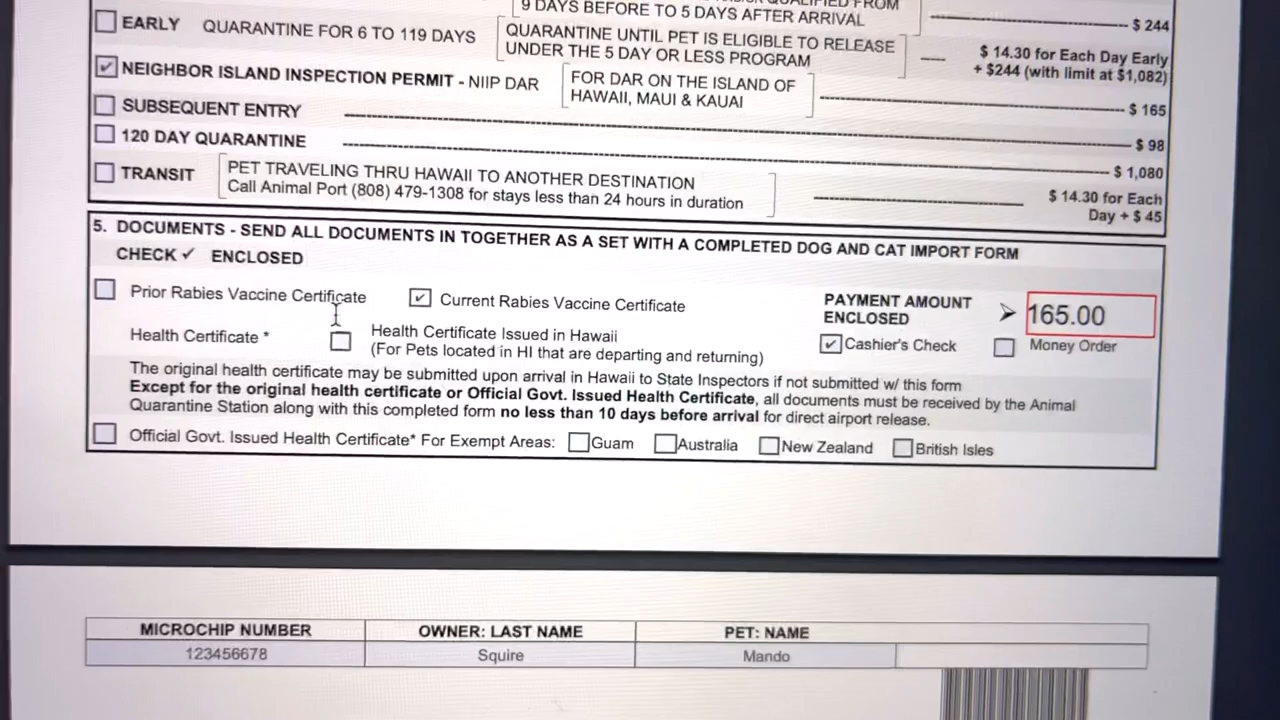 9 DAYS BEFORE TO 5 DAYS AFTER ARRIVAL $ 244
EARLY QUARANTINE FOR 6 TO 119 DAYS QUARANTINE UNTIL PET IS ELIGIBLE TO RELEASE UNDER THE 5 DAY OR LESS PROGRAM $ 14.30 for Each Day Early
+ $244 (with limit at $1,082)
NEIGHBOR ISLAND INSPECTION PERMIT - NIIP DAR FOR DAR ON THE ISLAND OF
HAWAII, MAUI & KAUAI $ 165
SUBSEQUENT ENTRY $ 98
120 DAY QUARANTINE $ 1,080
TRANSIT PET TRAVELING THRU HAWAII TO ANOTHER DESTINATION
Call Animal Port (808) 479-1308 for stays less than 24 hours in duration $ 14.30 for Each
Day + $ 45
5. DOCUMENTS - SEND ALL DOCUMENTS IN TOGETHER AS A SET WITH A COMPLETED DOG AND CAT IMPORT FORM
CHECK ✓ ENCLOSED
Prior Rabies Vaccine Certificate Current Rabies Vaccine Certificate PAYMENT AMOUNT
ENCLOSED 165.00
Health Certificate * Health Certificate Issued in Hawaii Cashier's Check Money Order
(For Pets located in HI that are departing and returning)
The original health certificate may be submitted upon arrival in Hawaii to State Inspectors if not submitted w/ this form
Except for the original health certificate or Official Govt. Issued Health Certificate, all documents must be received by the Animal
Quarantine Station along with this completed form no less than 10 days before arrival for direct airport release.
Official Govt. Issued Health Certificate* For Exempt Areas: Guam Australia New Zealand British Isles
MICROCHIP NUMBER OWNER: LAST NAME PET: NAME
123456678 Squire Mando